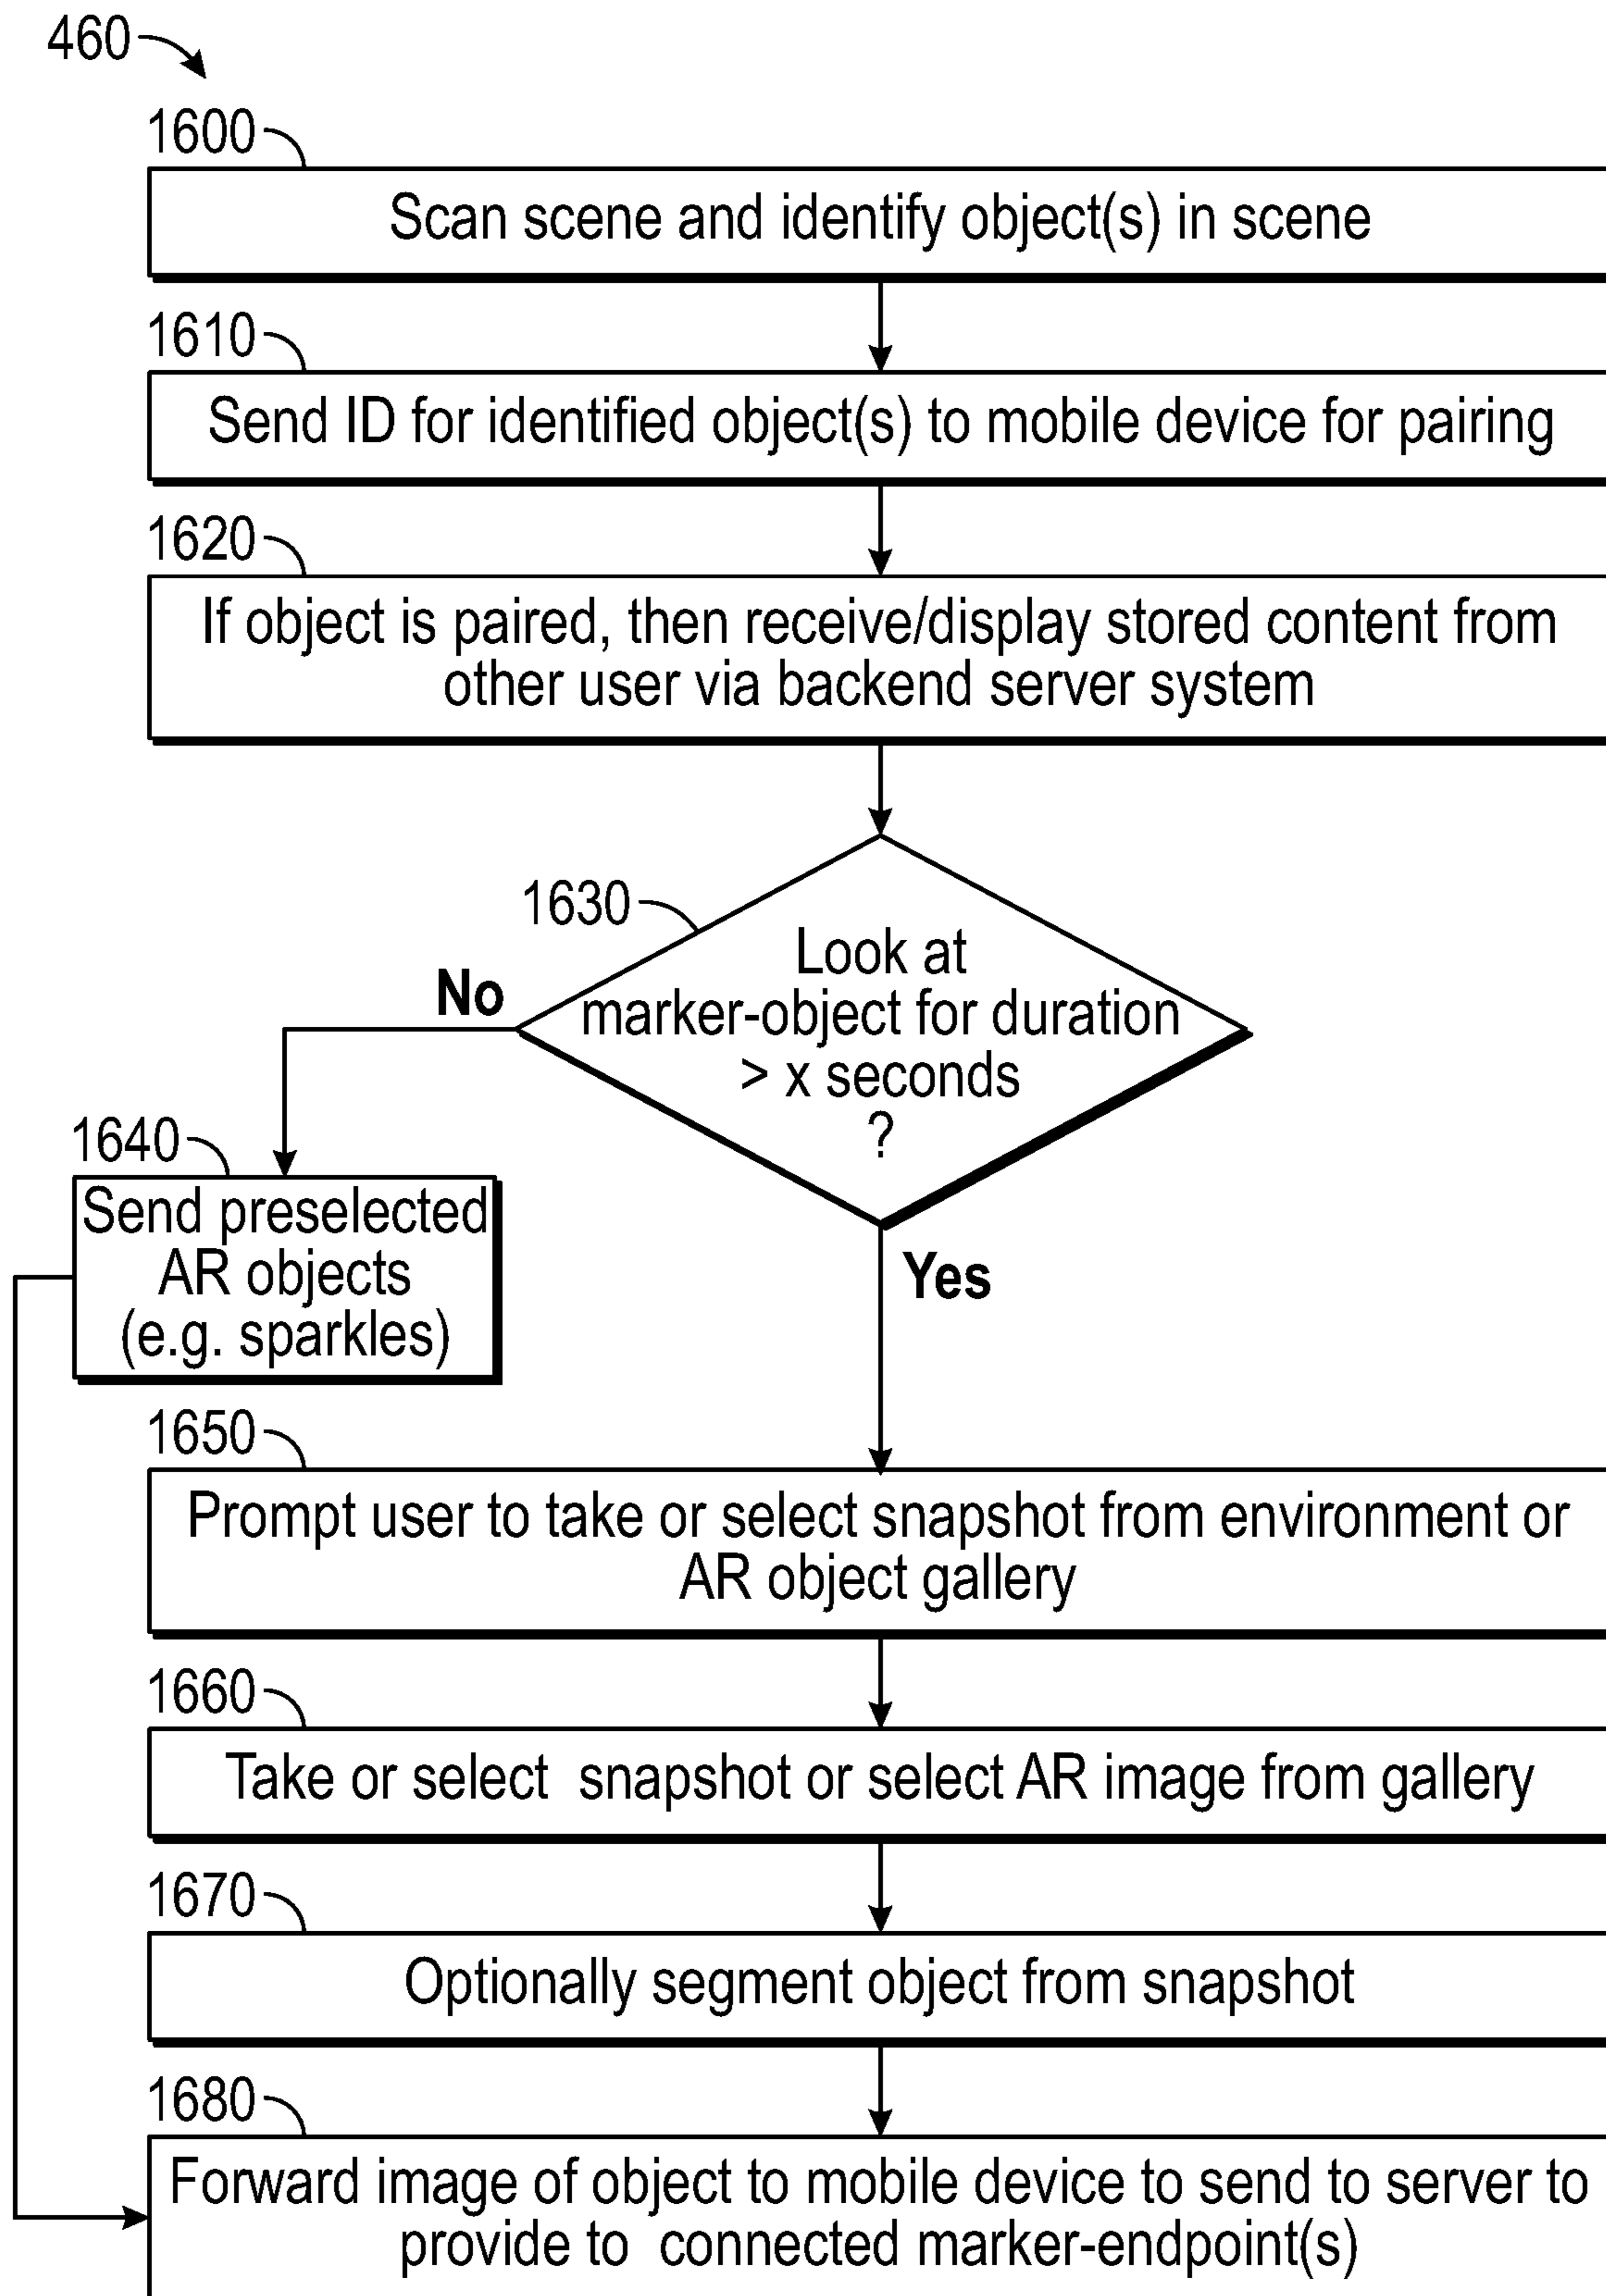 460
1600
Scan scene and identify object(s) in scene
1610
Send ID for identified object(s) to mobile device for pairing
1620
If object is paired, then receive/display stored content from
other user via backend server system
1630
Look at
marker-object for duration
> x seconds
?
No
Yes
1640
Send preselected
AR objects
(e.g. sparkles)
1650
Prompt user to take or select snapshot from environment or
AR object gallery
1660
Take or select snapshot or select AR image from gallery
1670
Optionally segment object from snapshot
1680
Forward image of object to mobile device to send to server to
provide to connected marker-endpoint(s)